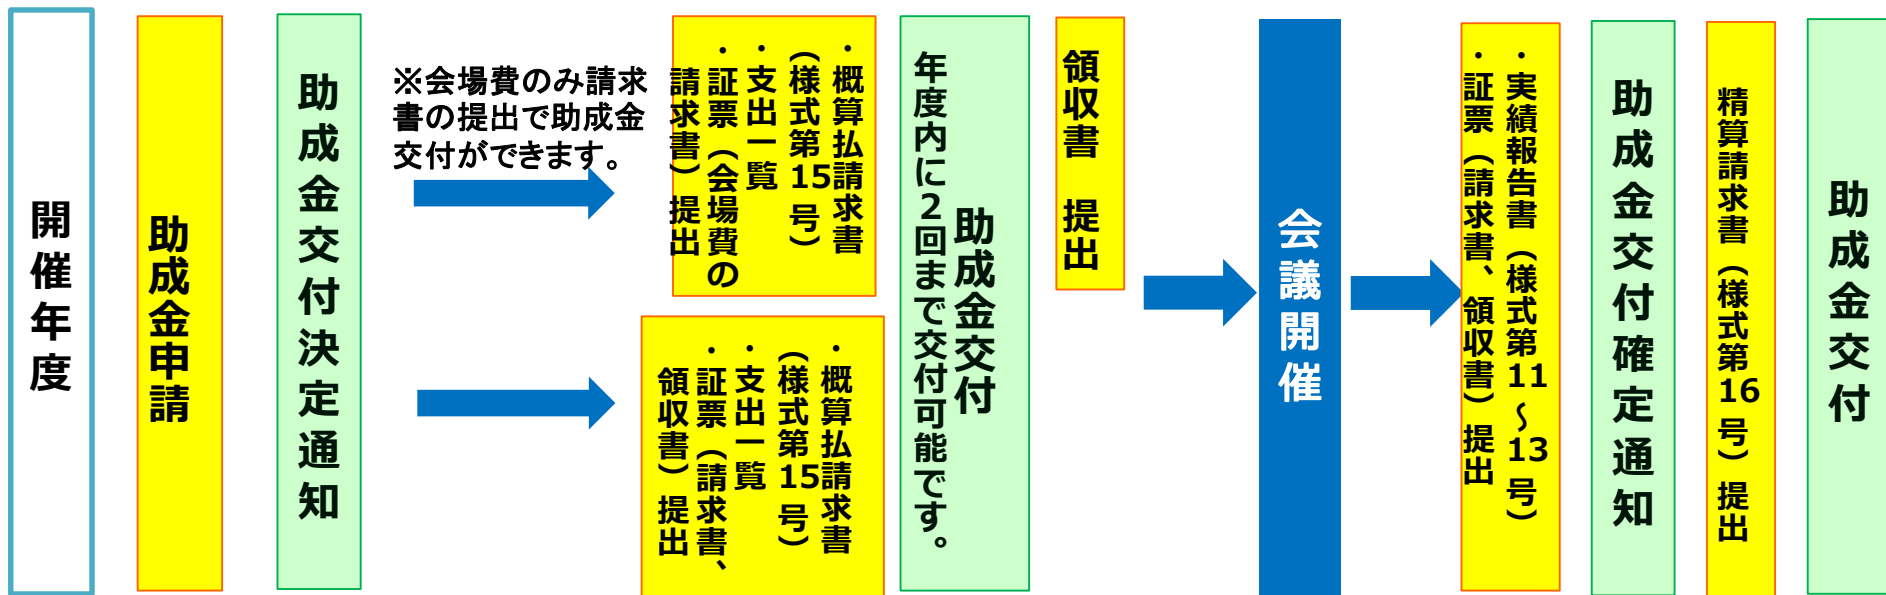 開催年度
助成金申請
助成金交付決定通知
※会場費のみ請求
書の提出で助成金
交付ができます。
・概算払請求書
（様式第15号）
・支出一覧
・証票（会場費の
請求書）提出
・概算払請求書
（様式第15号）
・支出一覧
・証票（請求書、
領収書）提出
助成金交付
年度内に2回まで交付可能です。
領収書　提出
会議開催
・実績報告書（様式第11～13号）
・証票（請求書、領収書）提出
助成金交付確定通知
精算請求書（様式第16号）提出
助成金交付